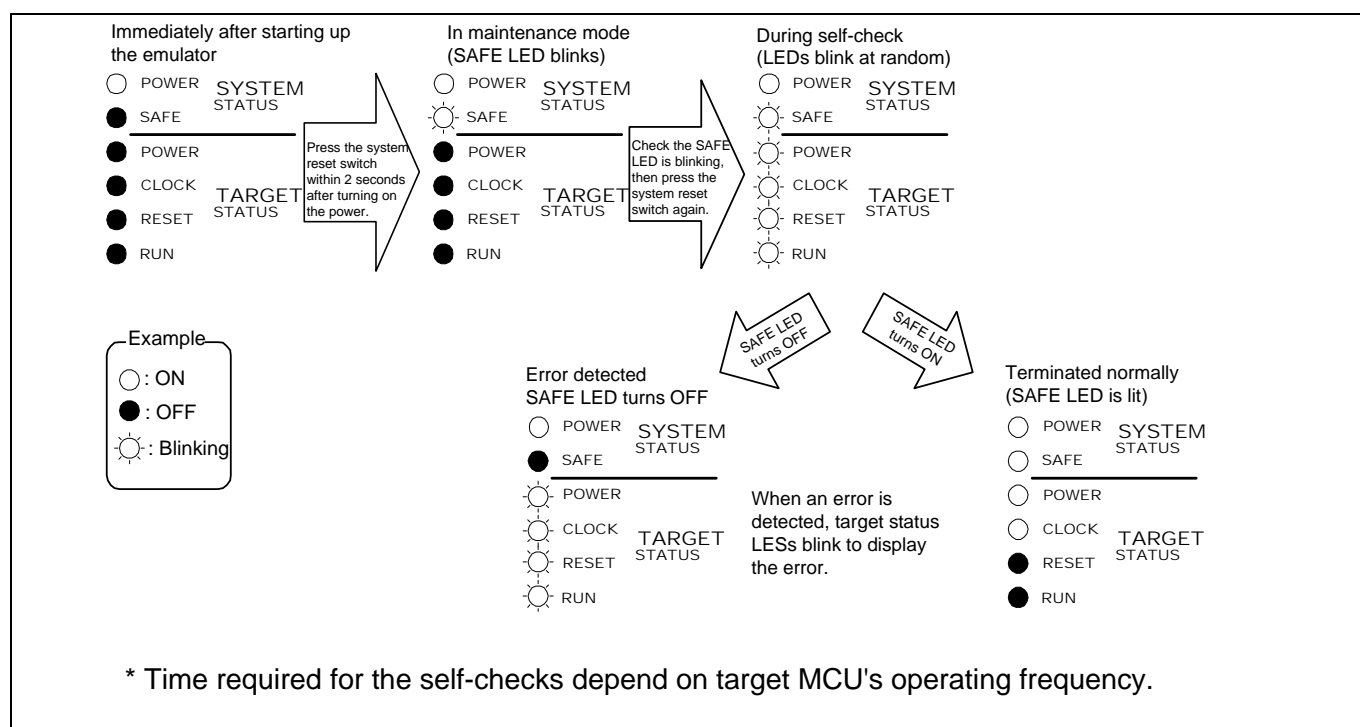 Immediately after starting up
the emulator
POWER
SAFE
SYSTEM
STATUS
POWER
CLOCK
RESET
RUN
TARGET
STATUS
Press the system
reset switch
within 2 seconds
after turning on
the power.
In maintenance mode
(SAFE LED blinks)
POWER
SAFE
SYSTEM
STATUS
POWER
CLOCK
RESET
RUN
TARGET
STATUS
Check the SAFE
LED is blinking,
then press the
system reset
switch again.
During self-check
(LEDs blink at random)
POWER
SAFE
SYSTEM
STATUS
POWER
CLOCK
RESET
RUN
TARGET
STATUS
Example
: ON
: OFF
: Blinking
SAFE LED
turns OFF
SAFE LED
turns ON
Error detected
SAFE LED turns OFF
POWER
SAFE
SYSTEM
STATUS
POWER
CLOCK
RESET
RUN
TARGET
STATUS
When an error is
detected, target status
LESs blink to display
the error.
Terminated normally
(SAFE LED is lit)
POWER
SAFE
SYSTEM
STATUS
POWER
CLOCK
RESET
RUN
TARGET
STATUS
* Time required for the self-checks depend on target MCU's operating frequency.